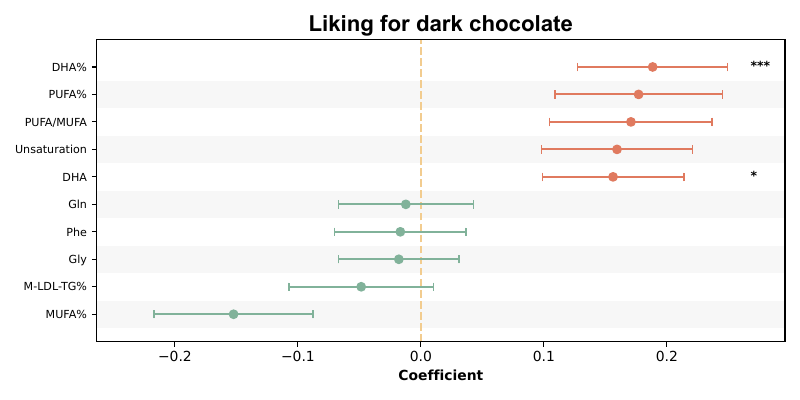 Liking for dark chocolate
DHA%
***
PUFA%
PUFA/MUFA
Unsaturation
DHA
*
Gln
Phe
Gly
M-LDL-TG%
MUFA%
−0.2 −0.1 0.0 0.1 0.2
Coefficient